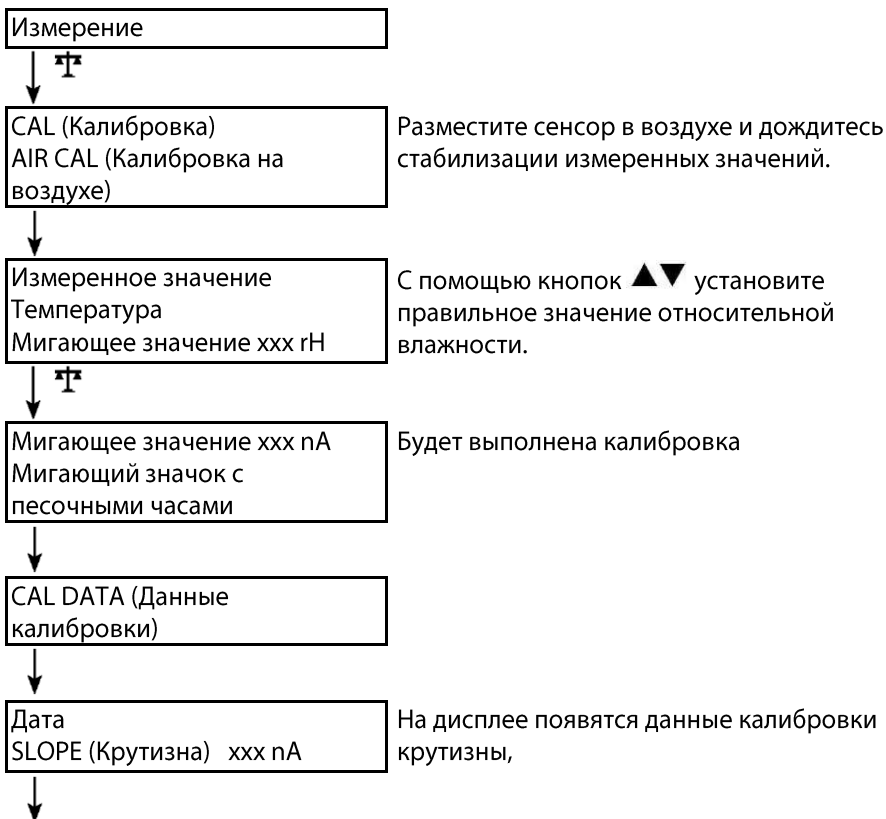 Измерение
CAL (Калибровка)
AIR CAL (Калибровка на
воздухе)
Разместите сенсор в воздухе и дождитесь
стабилизации измеренных значений.
Измеренное значение
Температура
Мигающее значение xxx rH
С помощью кнопок ▲▼ установите
правильное значение относительной
влажности.
Мигающее значение xxx nA
Мигающий значок с
песочными часами
Будет выполнена калибровка
CAL DATA (Данные
калибровки)
Дата
SLOPE (Крутизна) xxx nA
На дисплее появятся данные калибровки
крутизны,